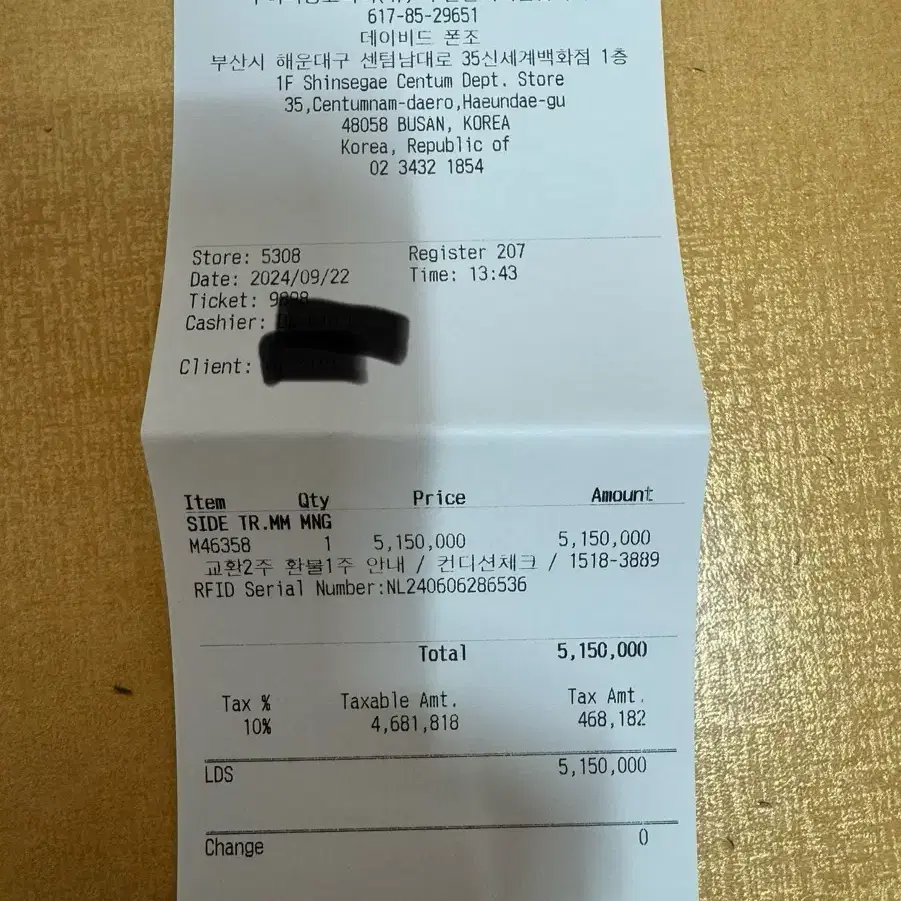 617-85-29651
데이비드 폰조
부산시 해운대구 센텀남대로 35신세계백화점 1층
1F Shinsegae Centum Dept. Store
35,Centumnam-daero,Haeundae-gu
48058 BUSAN, KOREA
Korea, Republic of
02 3432 1854
Store: 5308 Register 207
Date: 2024/09/22 Time: 13:43
Ticket:
Cashier:
Client:
Item Qty Price Amount
SIDE TR.MM MNG
M46358 1 5,150,000 5,150,000
교환2주 환불1주 안내 / 컨디션체크 / 1518-3889
RFID Serial Number:NL240606286536
Total 5,150,000
Tax % Taxable Amt. Tax Amt.
10% 4,681,818 468,182
LDS 5,150,000
Change 0